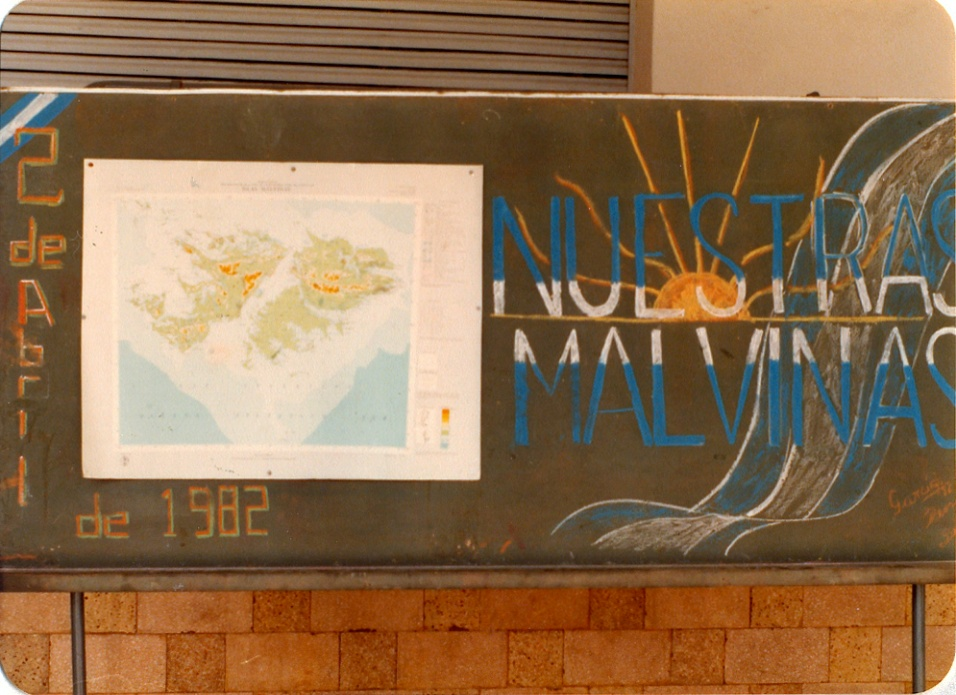 2
de
Abril
de 1982
NUESTRAS
MALVINAS